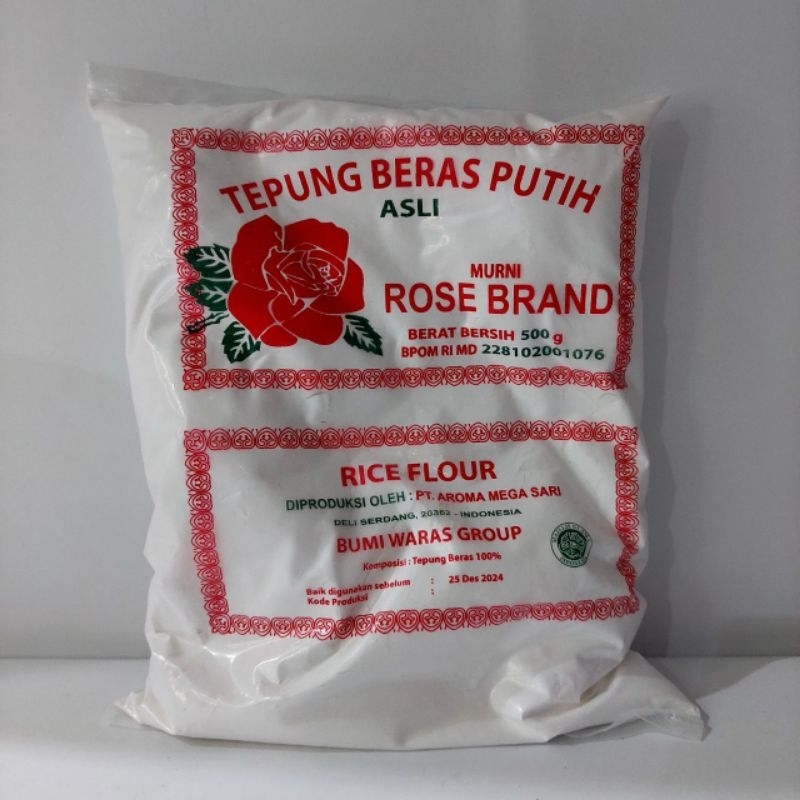 TEPUNG BERAS PUTIH
ASLI
MURNI
ROSE BRAND
BERAT BERSIH 500 g
BPOM RI MD 228102001076
RICE FLOUR
DIPRODUKSI OLEH : PT. AROMA MEGA SARI
DELI SERDANG, 20362 - INDONESIA
BUMI WARAS GROUP
Komposisi : Tepung Beras 100%
Baik digunakan sebelum : 25 Des 2024
Kode Produksi :